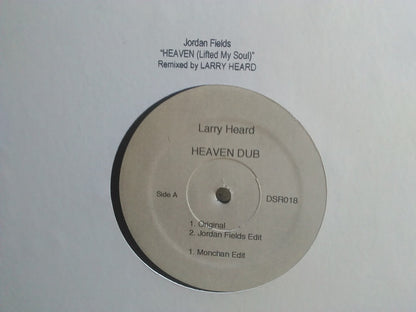 Jordan Fields
"HEAVEN (Lifted My Soul)"
Remixed by LARRY HEARD
Larry Heard
HEAVEN DUB
Side A
DSR018
1. Original
2. Jordan Fields Edit
1. Monchan Edit